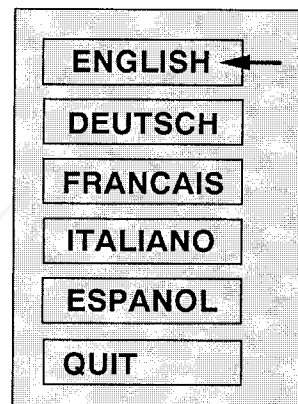 ENGLISH
DEUTSCH
FRANCAIS
ITALIANO
ESPANOL
QUIT